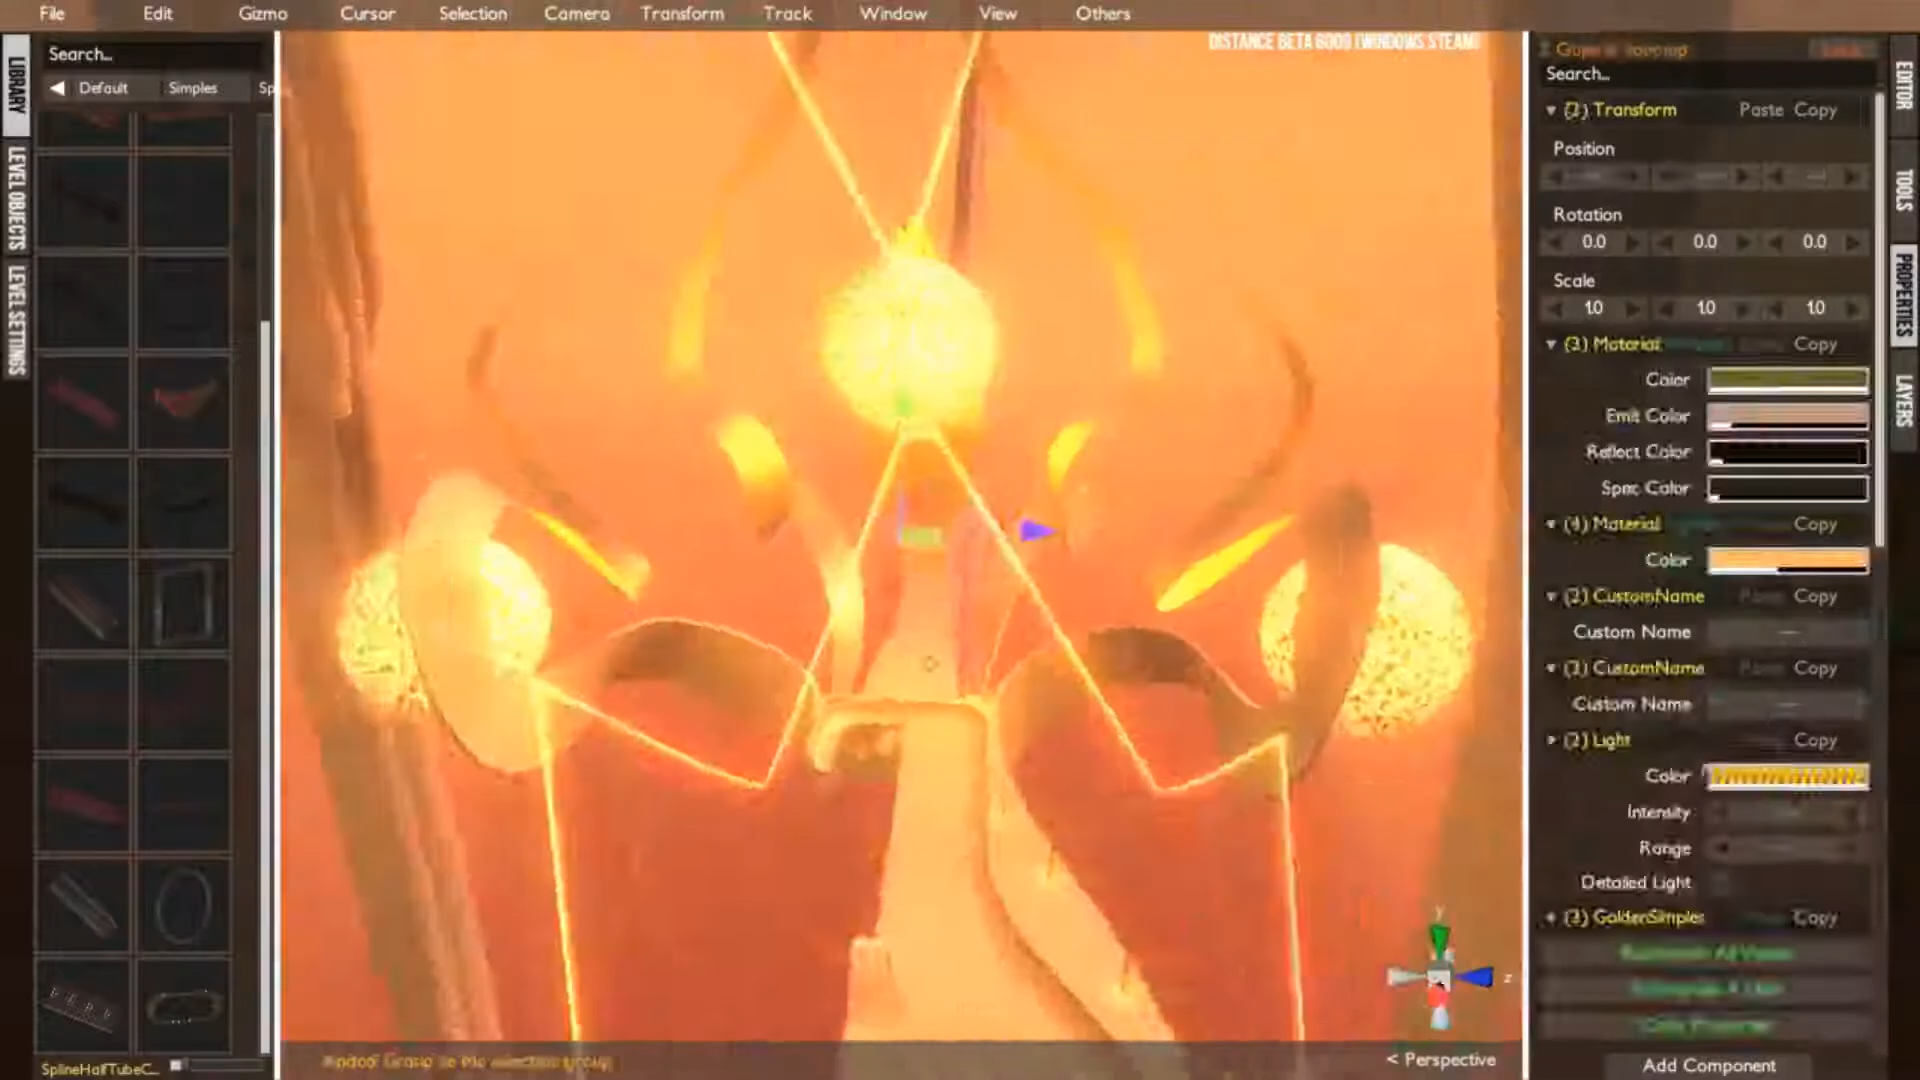 File Edit Gizmo Cursor Selection Camera Transform Track Window View Others
DISTANCE BETA 6009 (WINDOWS STEAM)
LIBRARY
LEVEL OBJECTS
LEVEL SETTINGS
Search...
Default Simples Sp
SplineHalfTubeC...
< Perspective
y
z
Search...
(2) Transform Paste Copy
Position
Rotation
0.0 0.0 0.0
Scale
1.0 1.0 1.0
(3) Material Copy
Color
Emit Color
Reflect Color
Spec Color
(4) Material Copy
Color
(2) CustomName Copy
Custom Name
(3) CustomName Copy
Custom Name
(2) Light Copy
Color
Intensity
Range
Detailed Light
(3) GoldenSimples Copy
Add Component
EDITOR
TOOLS
PROPERTIES
LAYERS